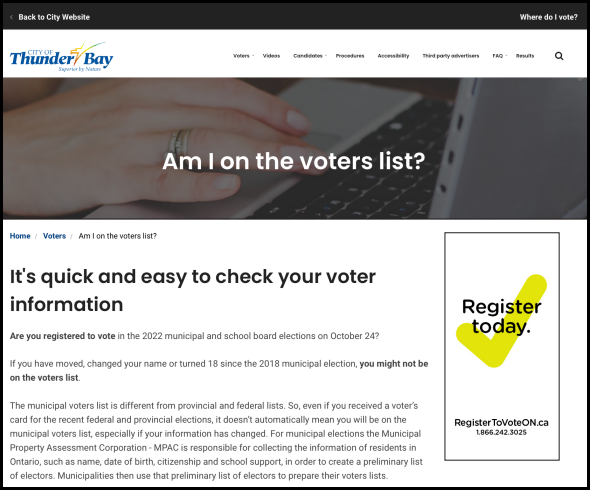 ‹ Back to City Website
Where do I vote?
CITY OF
Thunder Bay
Superior by Nature
Voters
Videos
Candidates
Procedures
Accessibility
Third party advertisers
FAQ
Results
Am I on the voters list?
Home / Voters / Am I on the voters list?
It's quick and easy to check your voter
information
Are you registered to vote in the 2022 municipal and school board elections on October 24?
If you have moved, changed your name or turned 18 since the 2018 municipal election, you might not be
on the voters list.
The municipal voters list is different from provincial and federal lists. So, even if you received a voter's
card for the recent federal and provincial elections, it doesn't automatically mean you will be on the
municipal voters list, especially if your information has changed. For municipal elections the Municipal
Property Assessment Corporation - MPAC is responsible for collecting the information of residents in
Ontario, such as name, date of birth, citizenship and school support, in order to create a preliminary list
of electors. Municipalities then use that preliminary list of electors to prepare their voters lists.
Register
today.
RegisterToVoteON.ca
1.866.242.3025